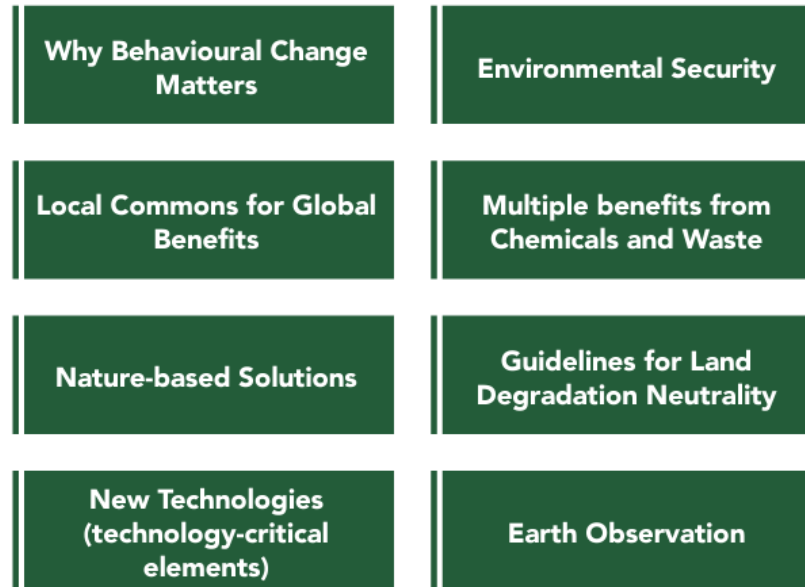 Why Behavioural Change
Matters
Environmental Security
Local Commons for Global
Benefits
Multiple benefits from
Chemicals and Waste
Nature-based Solutions
Guidelines for Land
Degradation Neutrality
New Technologies
(technology-critical
elements)
Earth Observation